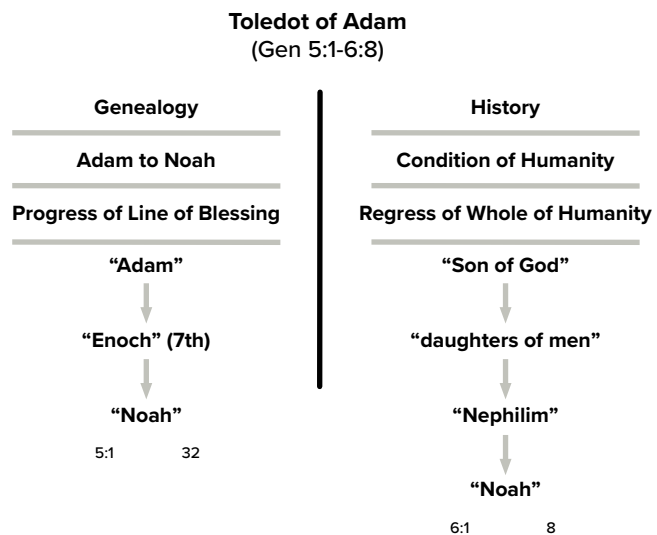 Toledot of Adam
(Gen 5:1-6:8)
Genealogy
Adam to Noah
Progress of Line of Blessing
“Adam”
“Enoch” (7th)
“Noah”
5:1 32
History
Condition of Humanity
Regress of Whole of Humanity
“Son of God”
“daughters of men”
“Nephilim”
“Noah”
6:1 8